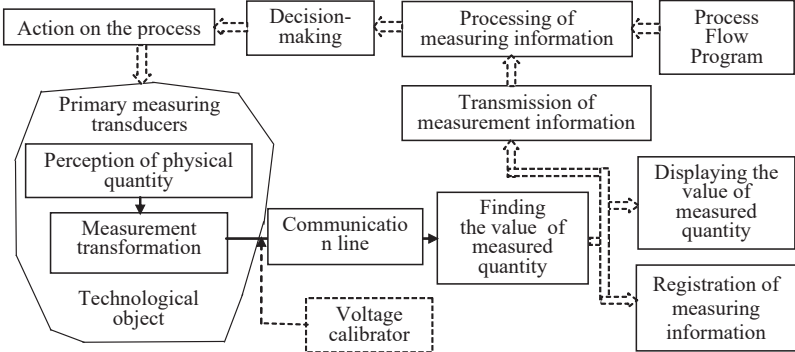 Action on the process
Decision-
making
Processing of
measuring information
Process
Flow
Program
Primary measuring
transducers
Transmission of
measurement information
Perception of physical
quantity
Measurement
transformation
Communicatio
n line
Finding
the value of
measured
quantity
Displaying the
value of
measured
quantity
Technological
object
Voltage
calibrator
Registration of
measuring
information